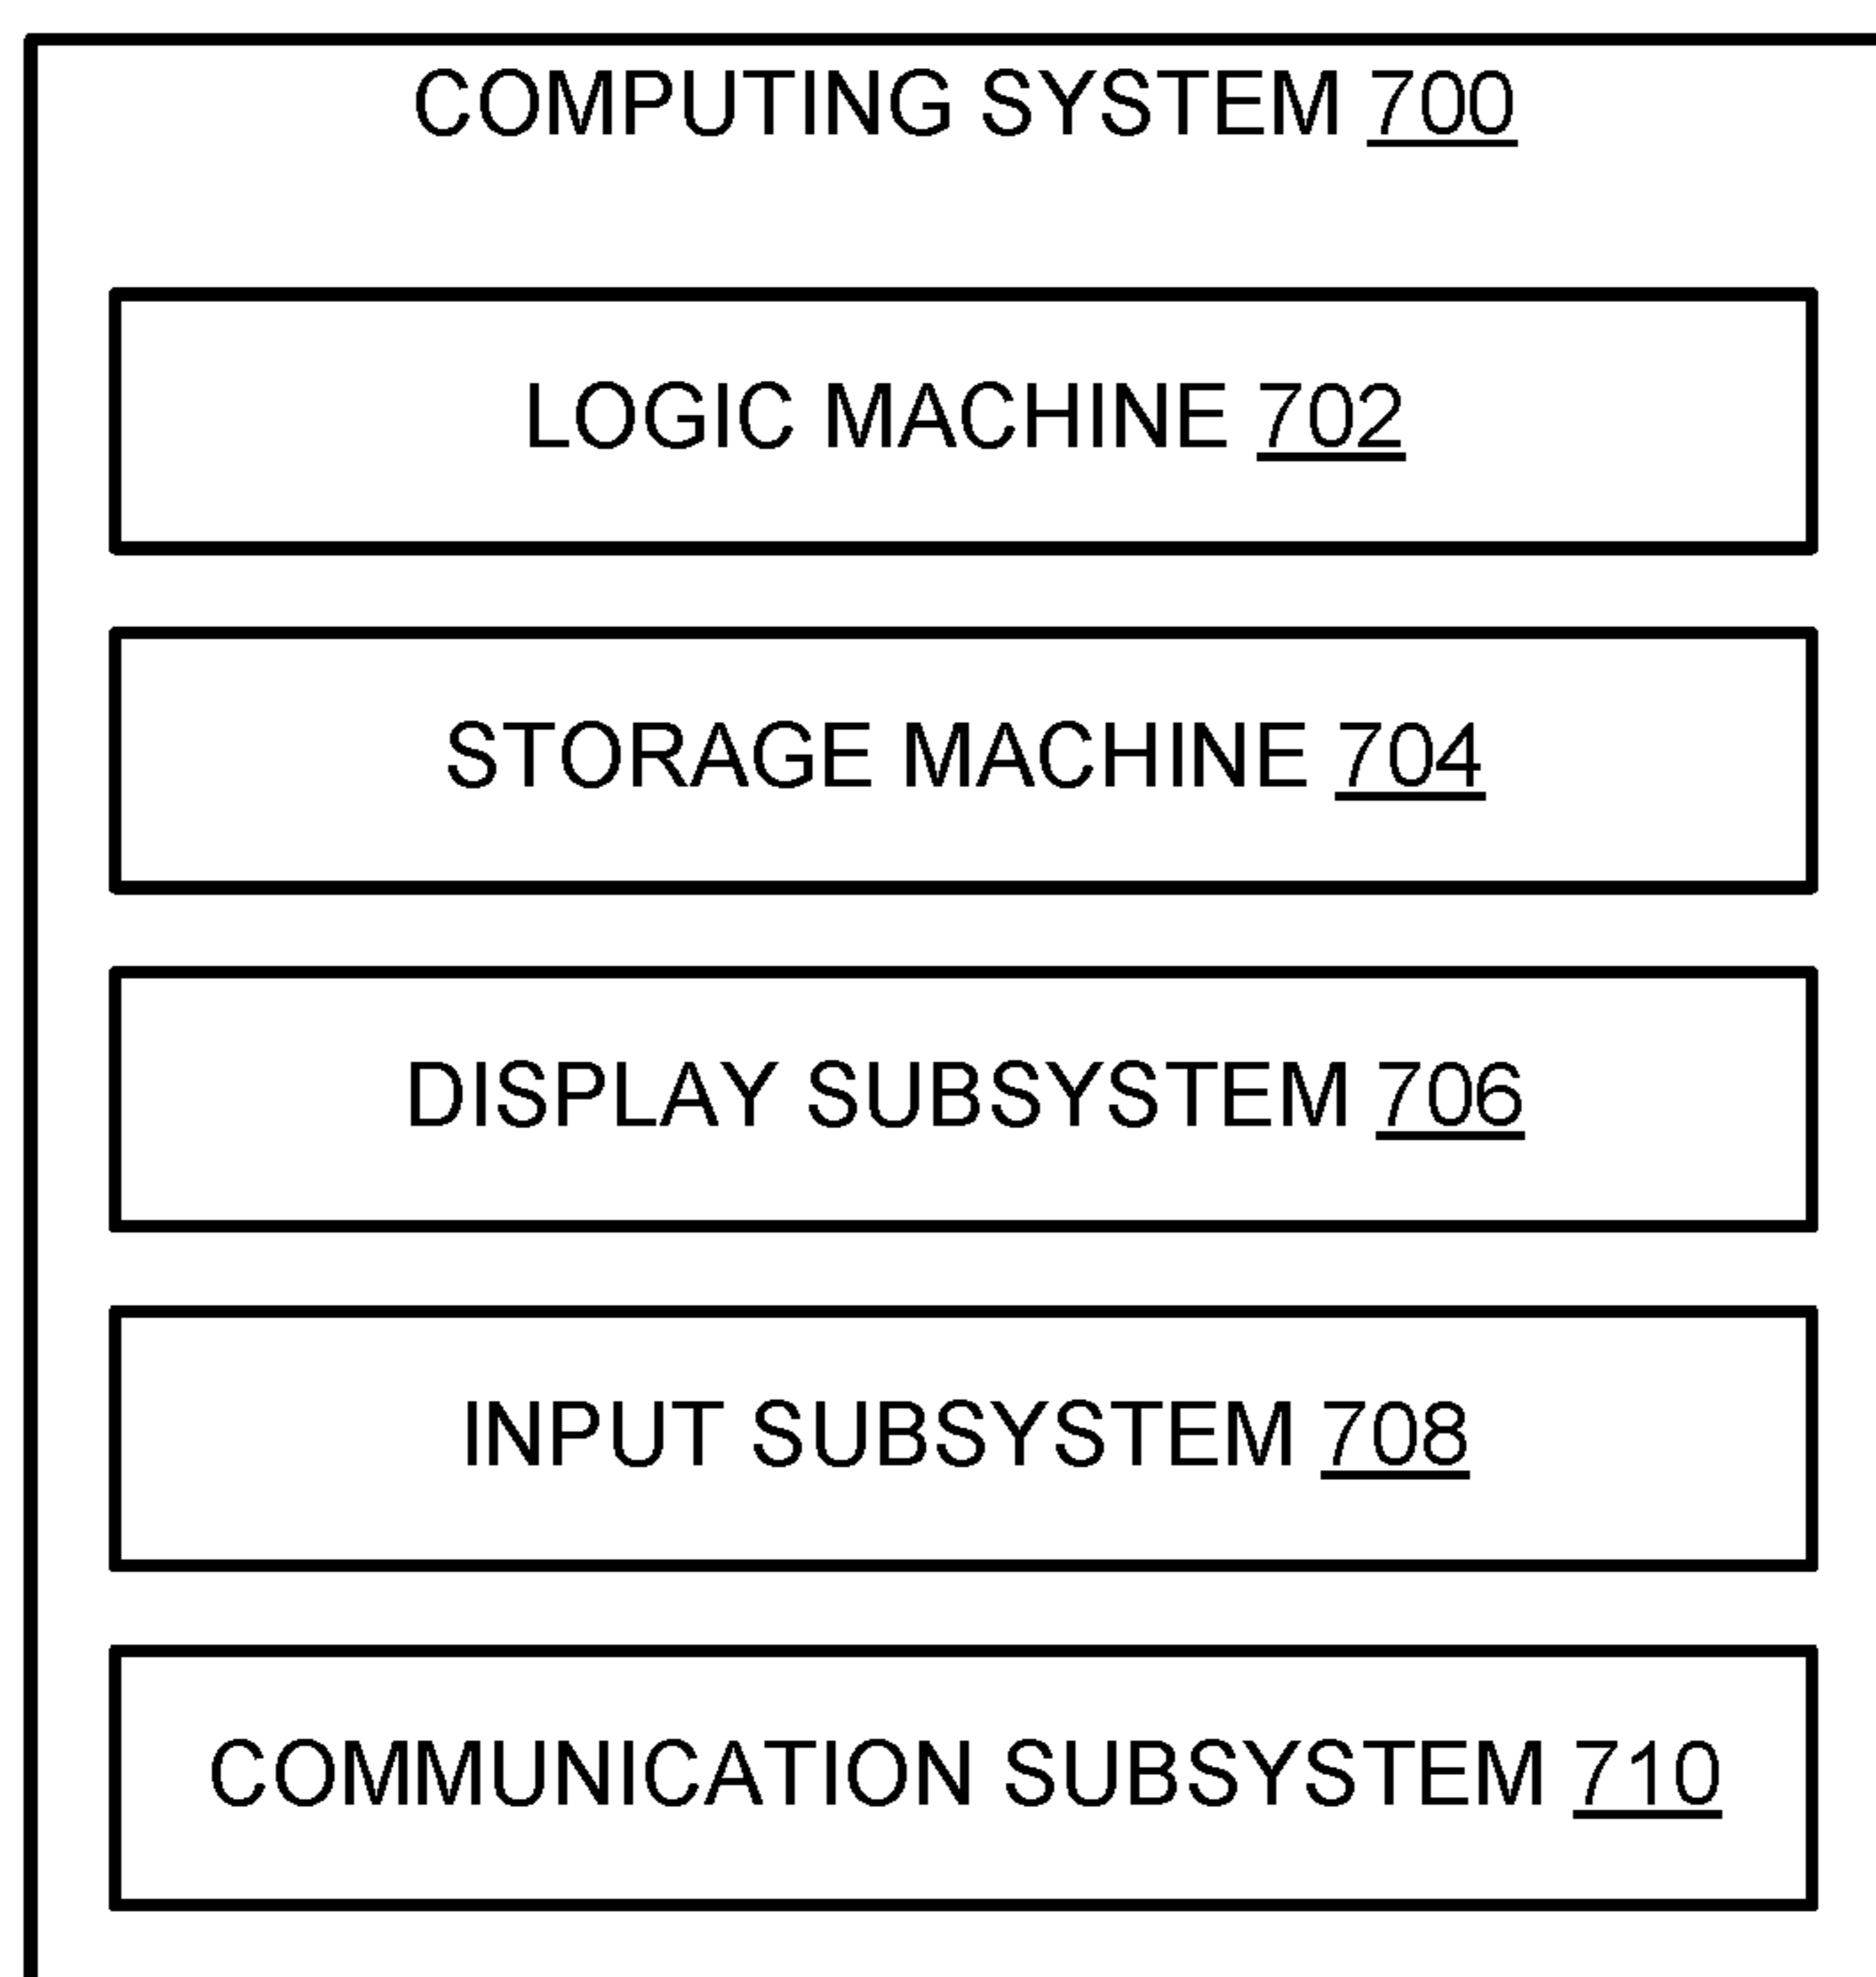 COMPUTING SYSTEM 700
LOGIC MACHINE 702
STORAGE MACHINE 704
DISPLAY SUBSYSTEM 706
INPUT SUBSYSTEM 708
COMMUNICATION SUBSYSTEM 710